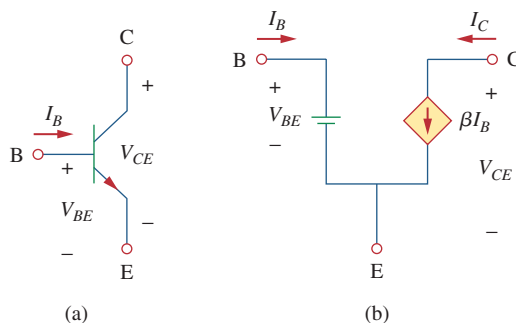 C
+
I_B
B
+
V_CE
V_BE
−
−
E
(a)
I_B
I_C
B
C
+
+
V_BE
βI_B
−
V_CE
−
E
(b)